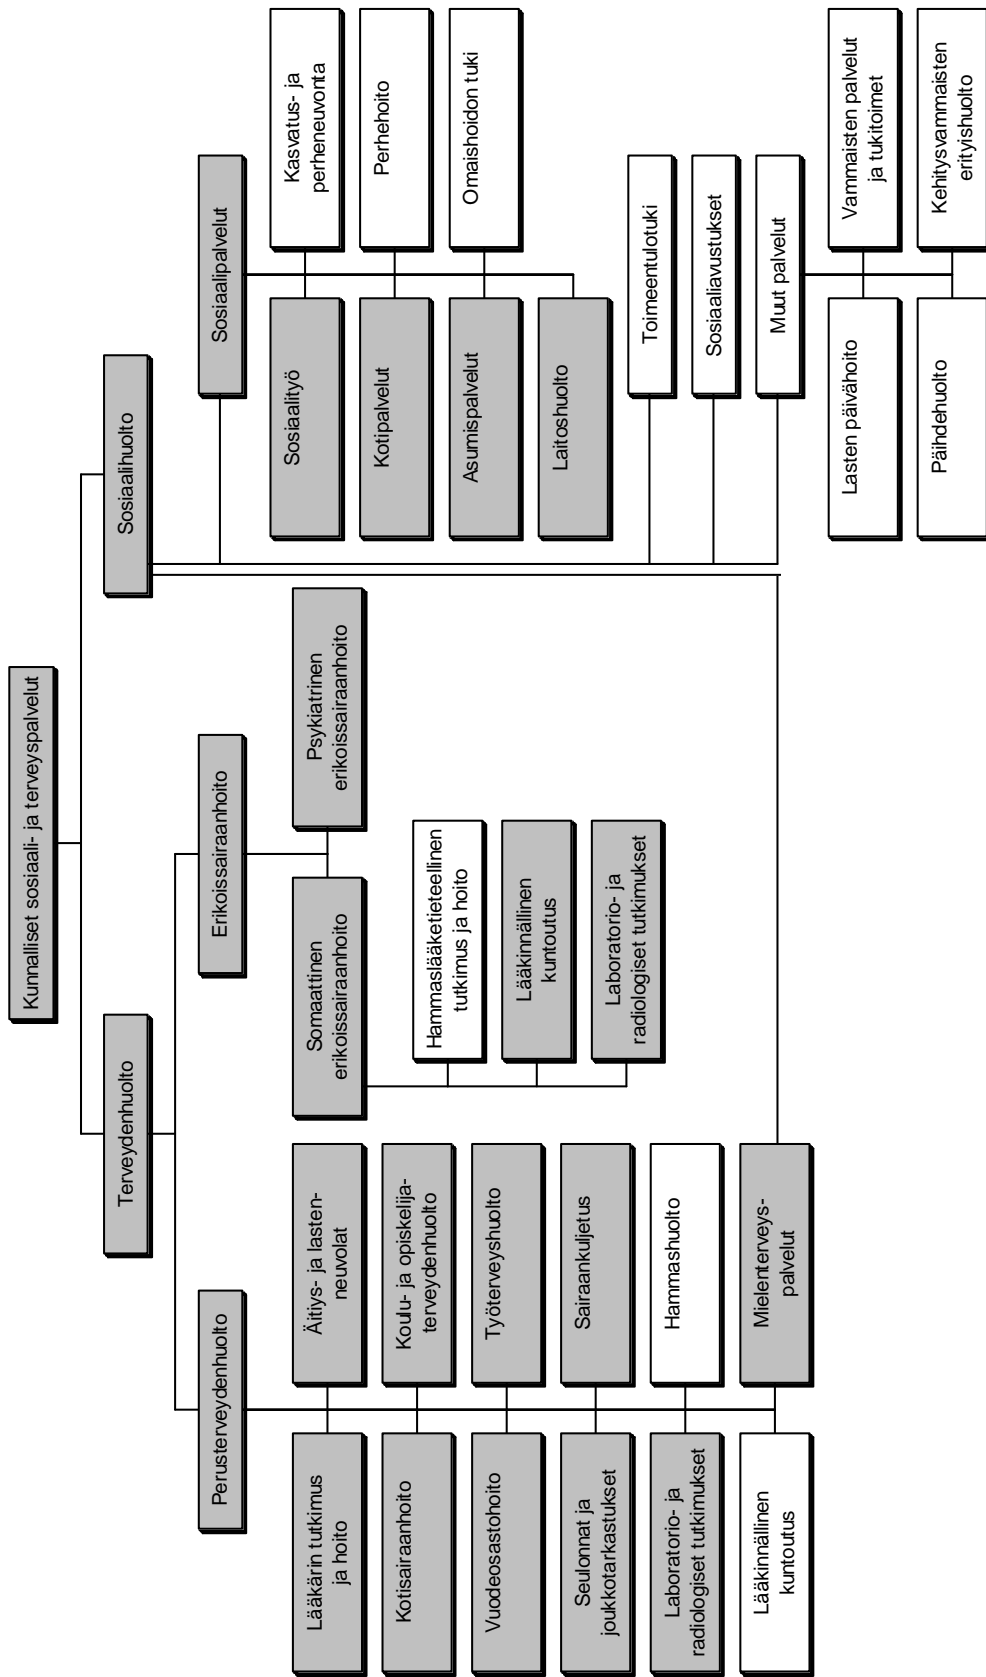 Kunnalliset sosiaali- ja terveyspalvelut
Terveydenhuolto
Sosiaalihuolto
Perusterveydenhuolto
Erikoissairaanhoito
Sosiaalipalvelut
Lääkärin tutkimus
ja hoito
Äitiys- ja lasten-
neuvolat
Kotisairaanhoito
Koulu- ja opiskelija-
terveydenhuolto
Vuodeosastohoito
Työterveyshuolto
Seulonnat ja
joukkotarkastukset
Sairaankuljetus
Laboratorio- ja
radiologiset tutkimukset
Hammashuolto
Lääkinnällinen
kuntoutus
Mielenterveys-
palvelut
Somaattinen
erikoissairaanhoito
Psykiatrinen
erikoissairaanhoito
Hammaslääketieteellinen
tutkimus ja hoito
Lääkinnällinen
kuntoutus
Laboratorio- ja
radiologiset tutkimukset
Sosiaalityö
Kasvatus- ja
perheneuvonta
Kotipalvelut
Perhehoito
Asumispalvelut
Omaishoidon tuki
Laitoshuolto
Toimeentulotuki
Sosiaaliavustukset
Muut palvelut
Lasten päivähoito
Vammaisten palvelut
ja tukitoimet
Päihdehuolto
Kehitysvammaisten
erityishuolto